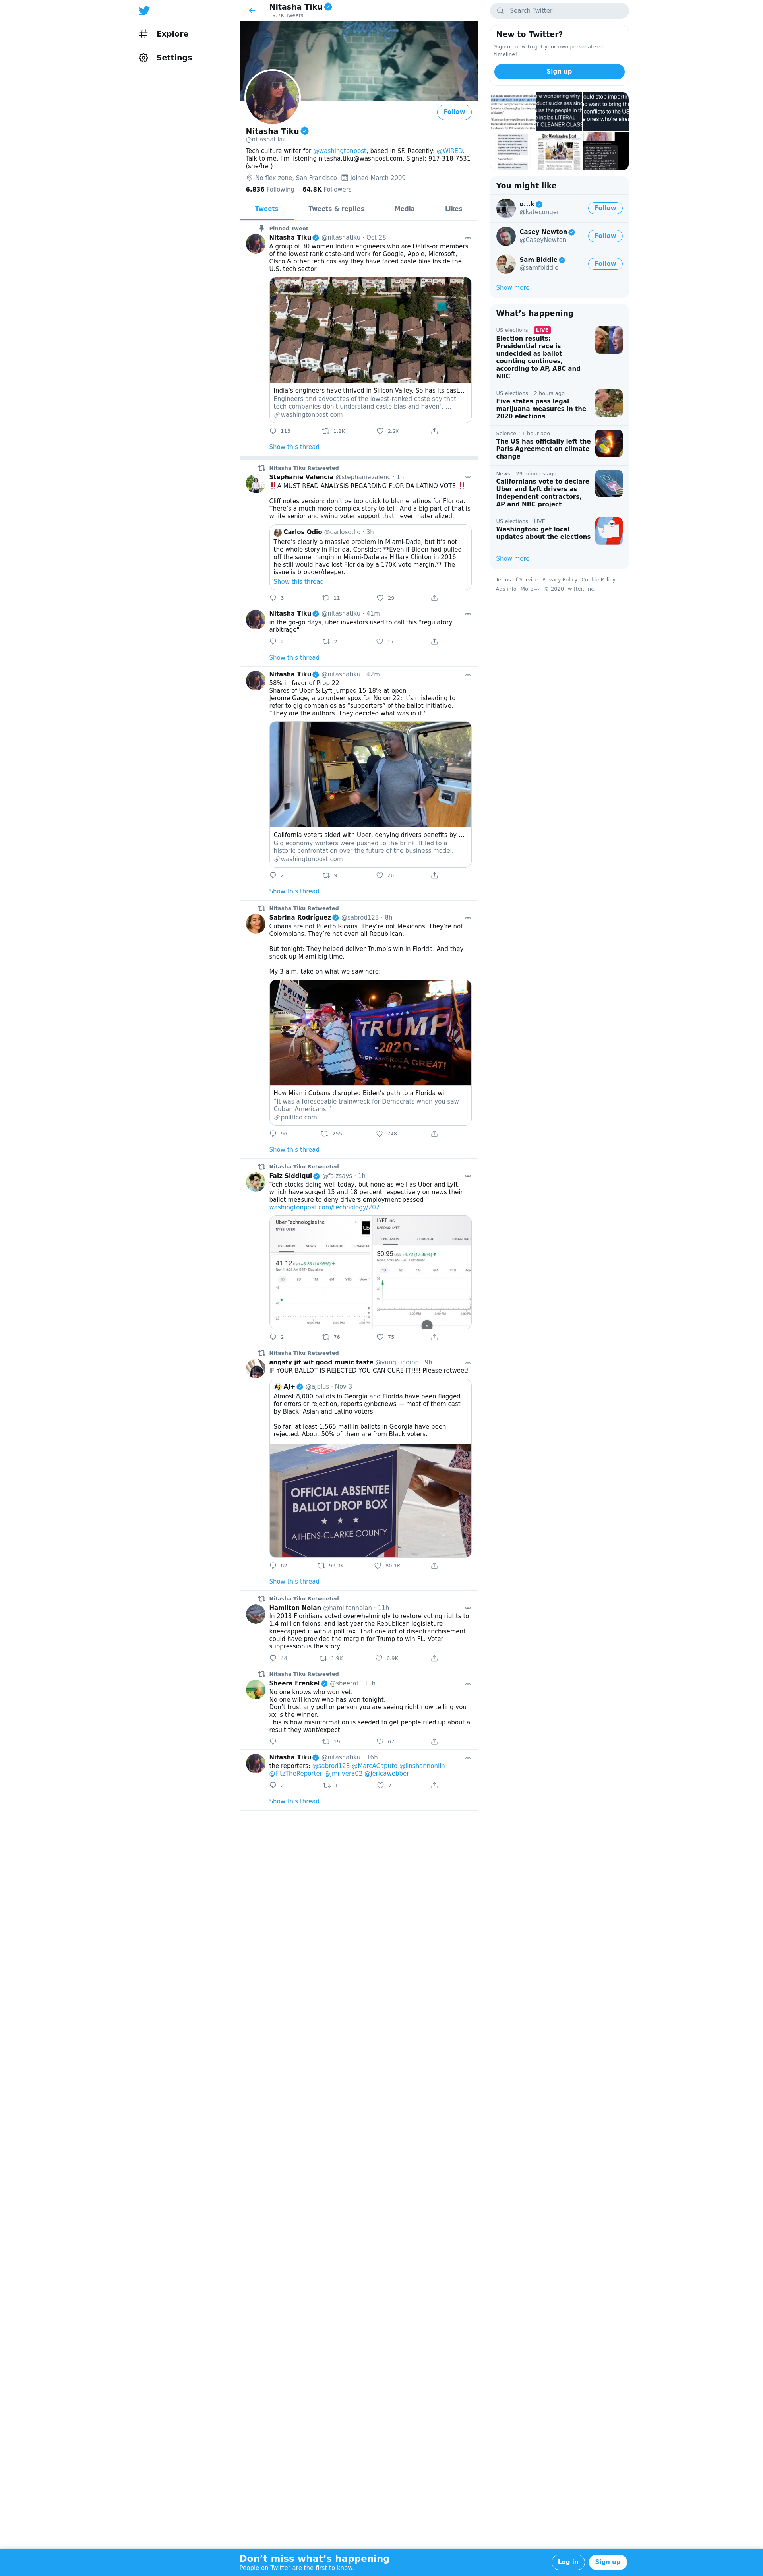 Explore
Settings
Nitasha Tiku
19.7K Tweets
Follow
Nitasha Tiku
@nitashatiku
Tech culture writer for @washingtonpost, based in SF. Recently: @WIRED.
Talk to me, I'm listening nitasha.tiku@washpost.com, Signal: 917-318-7531
(she/her)
No flex zone, San Francisco Joined March 2009
6,836 Following 64.8K Followers
Tweets Tweets & replies Media Likes
Pinned Tweet
Nitasha Tiku @nitashatiku · Oct 28
A group of 30 women Indian engineers who are Dalits-or members
of the lowest rank caste-and work for Google, Apple, Microsoft,
Cisco & other tech cos say they have faced caste bias inside the
U.S. tech sector
India's engineers have thrived in Silicon Valley. So has its cast...
Engineers and advocates of the lowest-ranked caste say that
tech companies don't understand caste bias and haven't ...
washingtonpost.com
113 1.2K 2.2K
Show this thread
Nitasha Tiku Retweeted
Stephanie Valencia @stephanievalenc · 1h
‼️A MUST READ ANALYSIS REGARDING FLORIDA LATINO VOTE ‼️
Cliff notes version: don't be too quick to blame latinos for Florida.
There's a much more complex story to tell. And a big part of that is
white senior and swing voter support that never materialized.
Carlos Odio @carlosodio · 3h
There's clearly a massive problem in Miami-Dade, but it's not
the whole story in Florida. Consider: **Even if Biden had pulled
off the same margin in Miami-Dade as Hillary Clinton in 2016,
he still would have lost Florida by a 170K vote margin.** The
issue is broader/deeper.
Show this thread
3 11 29
Nitasha Tiku @nitashatiku · 41m
in the go-go days, uber investors used to call this "regulatory
arbitrage"
2 2 17
Show this thread
Nitasha Tiku @nitashatiku · 42m
58% in favor of Prop 22
Shares of Uber & Lyft jumped 15-18% at open
Jerome Gage, a volunteer spox for No on 22: It's misleading to
refer to gig companies as "supporters" of the ballot initiative.
"They are the authors. They decided what was in it."
California voters sided with Uber, denying drivers benefits by ...
Gig economy workers were pushed to the brink. It led to a
historic confrontation over the future of the business model.
washingtonpost.com
2 9 26
Show this thread
Nitasha Tiku Retweeted
Sabrina Rodríguez @sabrod123 · 8h
Cubans are not Puerto Ricans. They're not Mexicans. They're not
Colombians. They're not even all Republican.
But tonight: They helped deliver Trump's win in Florida. And they
shook up Miami big time.
My 3 a.m. take on what we saw here:
TRUMP
TRUMP
2020
KEEP AMERICA GREAT!
How Miami Cubans disrupted Biden's path to a Florida win
"It was a foreseeable trainwreck for Democrats when you saw
Cuban Americans."
politico.com
96 255 748
Show this thread
Nitasha Tiku Retweeted
Faiz Siddiqui @faizsays · 1h
Tech stocks doing well today, but none as well as Uber and Lyft,
which have surged 15 and 18 percent respectively on news their
ballot measure to deny drivers employment passed
washingtonpost.com/technology/202...
Uber Technologies Inc
NYSE: UBER
Ub
OVERVIEW NEWS COMPARE FINANCIALS
41.12
LYFT Inc
NASDAQ: LYFT
OVERVIEW COMPARE FINANCIALS
30.95
2 76 75
Nitasha Tiku Retweeted
angsty jit wit good music taste @yungfundipp · 9h
IF YOUR BALLOT IS REJECTED YOU CAN CURE IT!!!! Please retweet!
AJ+ @ajplus · Nov 3
Almost 8,000 ballots in Georgia and Florida have been flagged
for errors or rejection, reports @nbcnews — most of them cast
by Black, Asian and Latino voters.
So far, at least 1,565 mail-in ballots in Georgia have been
rejected. About 50% of them are from Black voters.
OFFICIAL ABSENTEE
BALLOT DROP BOX
ATHENS-CLARKE COUNTY
62 93.3K 80.1K
Show this thread
Nitasha Tiku Retweeted
Hamilton Nolan @hamiltonnolan · 11h
In 2018 Floridians voted overwhelmingly to restore voting rights to
1.4 million felons, and last year the Republican legislature
kneecapped it with a poll tax. That one act of disenfranchisement
could have provided the margin for Trump to win FL. Voter
suppression is the story.
44 1.9K 6.9K
Nitasha Tiku Retweeted
Sheera Frenkel @sheeraf · 11h
No one knows who won yet.
No one will know who has won tonight.
Don't trust any poll or person you are seeing right now telling you
xx is the winner.
This is how misinformation is seeded to get people riled up about a
result they want/expect.
19 67
Nitasha Tiku @nitashatiku · 16h
the reporters: @sabrod123 @MarcACaputo @linshannonlin
@FitzTheReporter @jmrivera02 @jericawebber
2 1 7
Show this thread
Search Twitter
New to Twitter?
Sign up now to get your own personalized
timeline!
Sign up
The Washington Post
You might like
o...k
@kateconger
Follow
Casey Newton
@CaseyNewton
Follow
Sam Biddle
@samfbiddle
Follow
Show more
What's happening
US elections · LIVE
Election results:
Presidential race is
undecided as ballot
counting continues,
according to AP, ABC and
NBC
US elections · 2 hours ago
Five states pass legal
marijuana measures in the
2020 elections
Science · 1 hour ago
The US has officially left the
Paris Agreement on climate
change
News · 29 minutes ago
Californians vote to declare
Uber and Lyft drivers as
independent contractors,
AP and NBC project
US elections · LIVE
Washington: get local
updates about the elections
Show more
Terms of Service Privacy Policy Cookie Policy
Ads info More © 2020 Twitter, Inc.
Don't miss what's happening
People on Twitter are the first to know.
Log in
Sign up